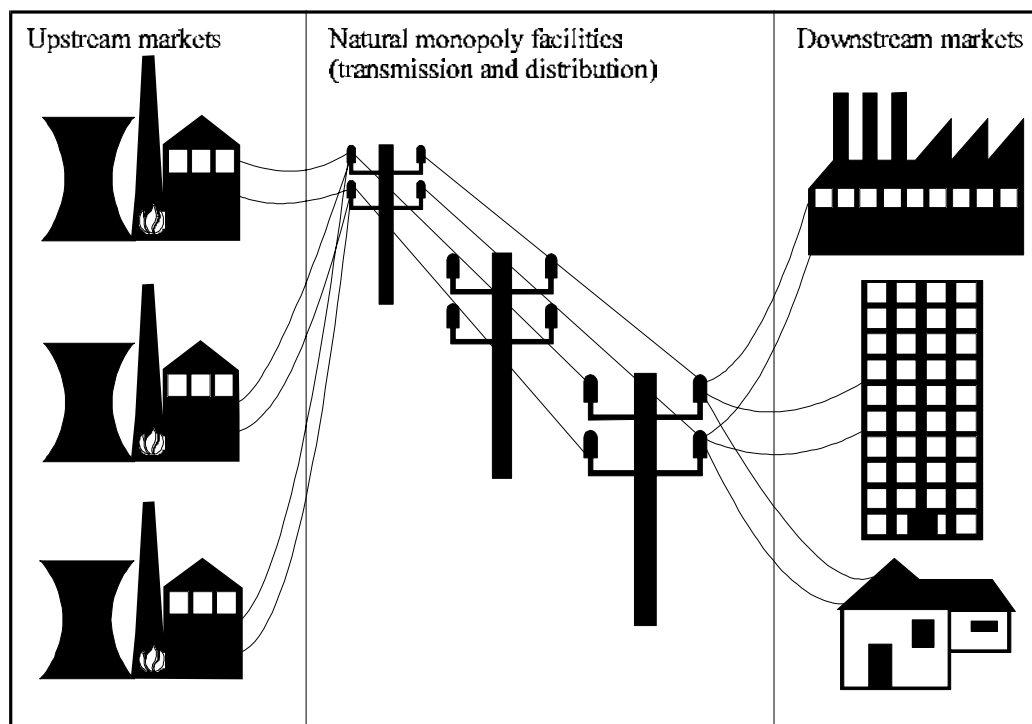 Upstream markets
Natural monopoly facilities
(transmission and distribution)
Downstream markets